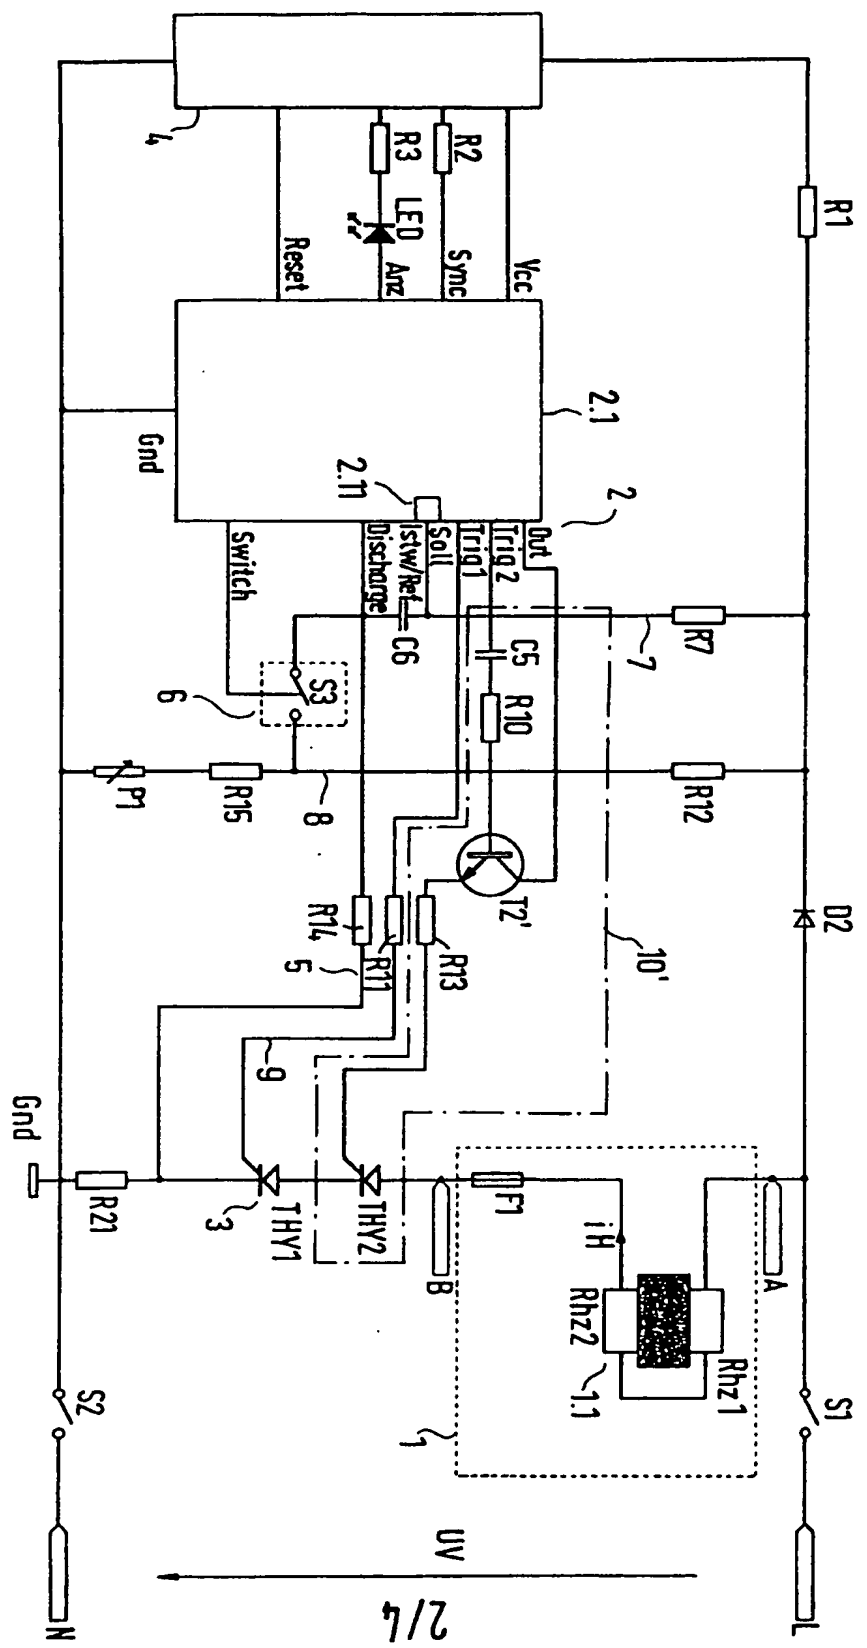 2/4
UV
L
N
S1
S2
A
B
1
Rhz1
Rhz2
1.1
iH
F1
THY2
THY1
3
R21
Gnd
D2
10'
T2'
R13
R11
R14
5
9
R12
R7
7
8
R15
P1
R10
C5
C6
S3
6
2
2.1
2.11
Out
Trig2
Trig1
Soll
Istw/Ref
Discharge
Switch
Gnd
Vcc
Sync
Anz
Reset
LED
R2
R3
R1
4